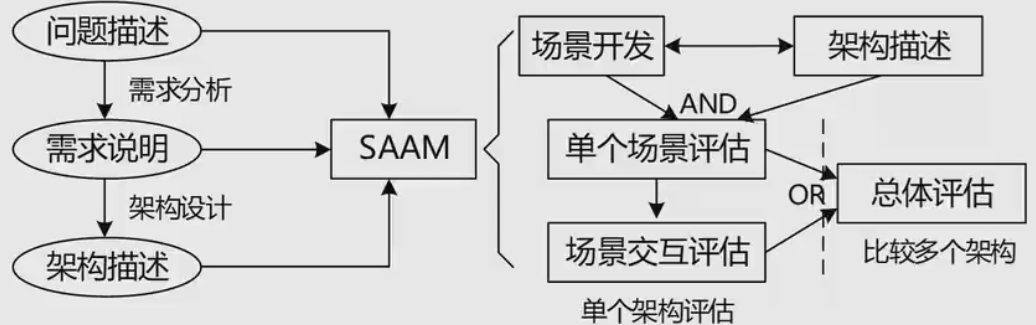 问题描述
需求分析
需求说明
架构设计
架构描述
SAAM
场景开发
架构描述
AND
单个场景评估
OR
总体评估
场景交互评估
比较多个架构
单个架构评估